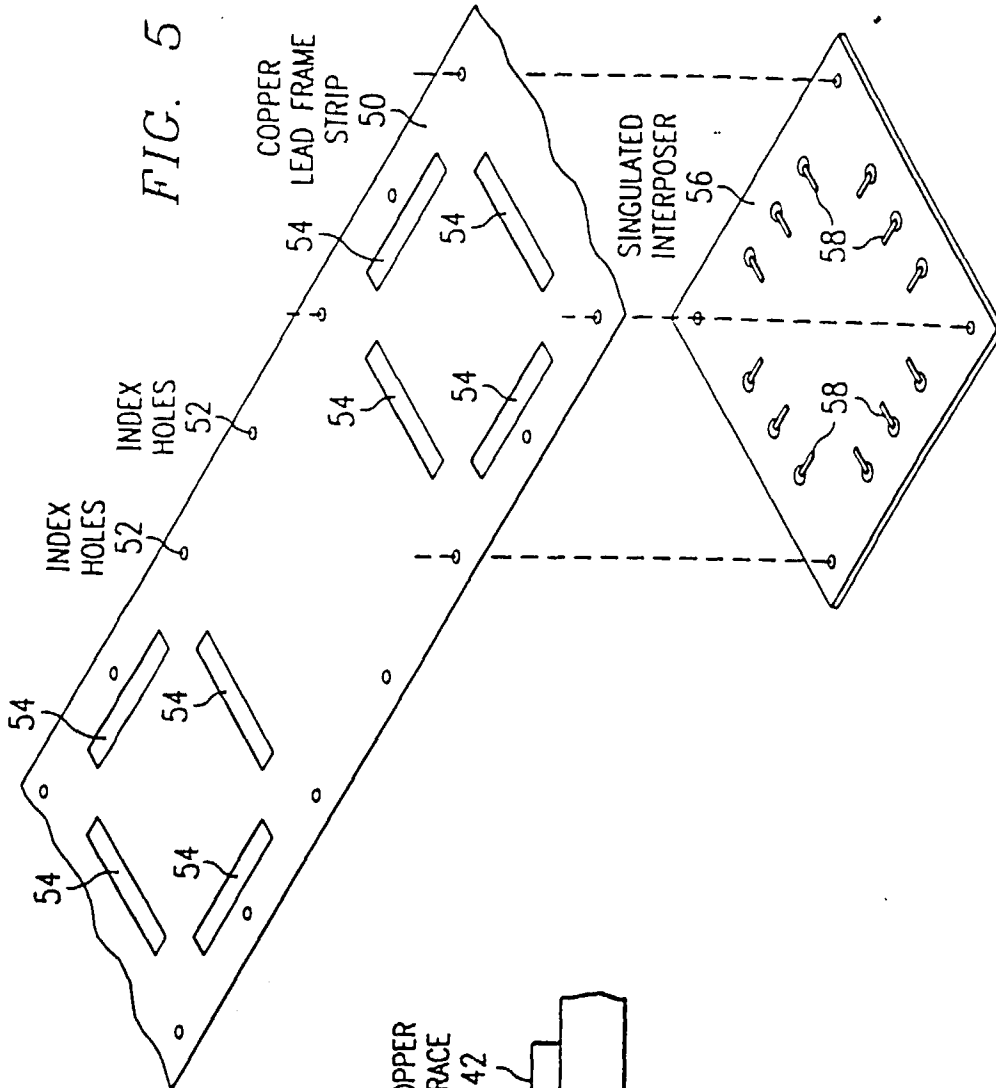 FIG. 5
COPPER
LEAD FRAME
STRIP
50
INDEX
HOLES
52
INDEX
HOLES
52
54
54
54
54
54
54
54
54
SINGULATED
INTERPOSER
56
58
58
OPPER
RACE
42